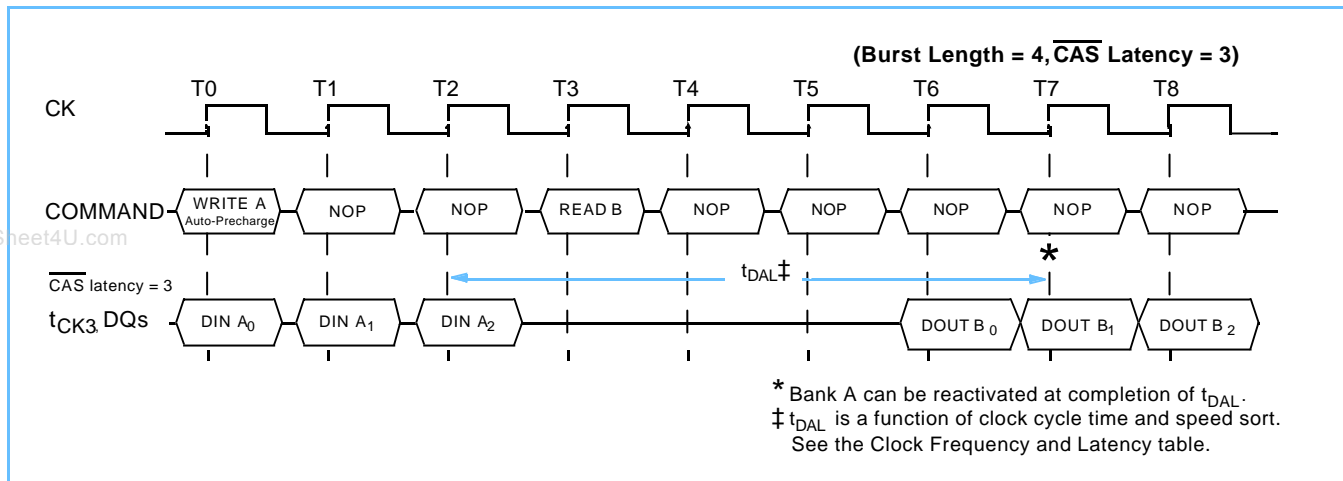 (Burst Length = 4, CAS Latency = 3)
T0 T1 T2 T3 T4 T5 T6 T7 T8
CK
COMMAND WRITE A Auto-Precharge NOP NOP READ B NOP NOP NOP NOP NOP
heet4U.com
*
tDAL‡
CAS latency = 3
tCK3, DQs DIN A0 DIN A1 DIN A2 DOUT B0 DOUT B1 DOUT B2
* Bank A can be reactivated at completion of tDAL.
‡ tDAL is a function of clock cycle time and speed sort.
See the Clock Frequency and Latency table.